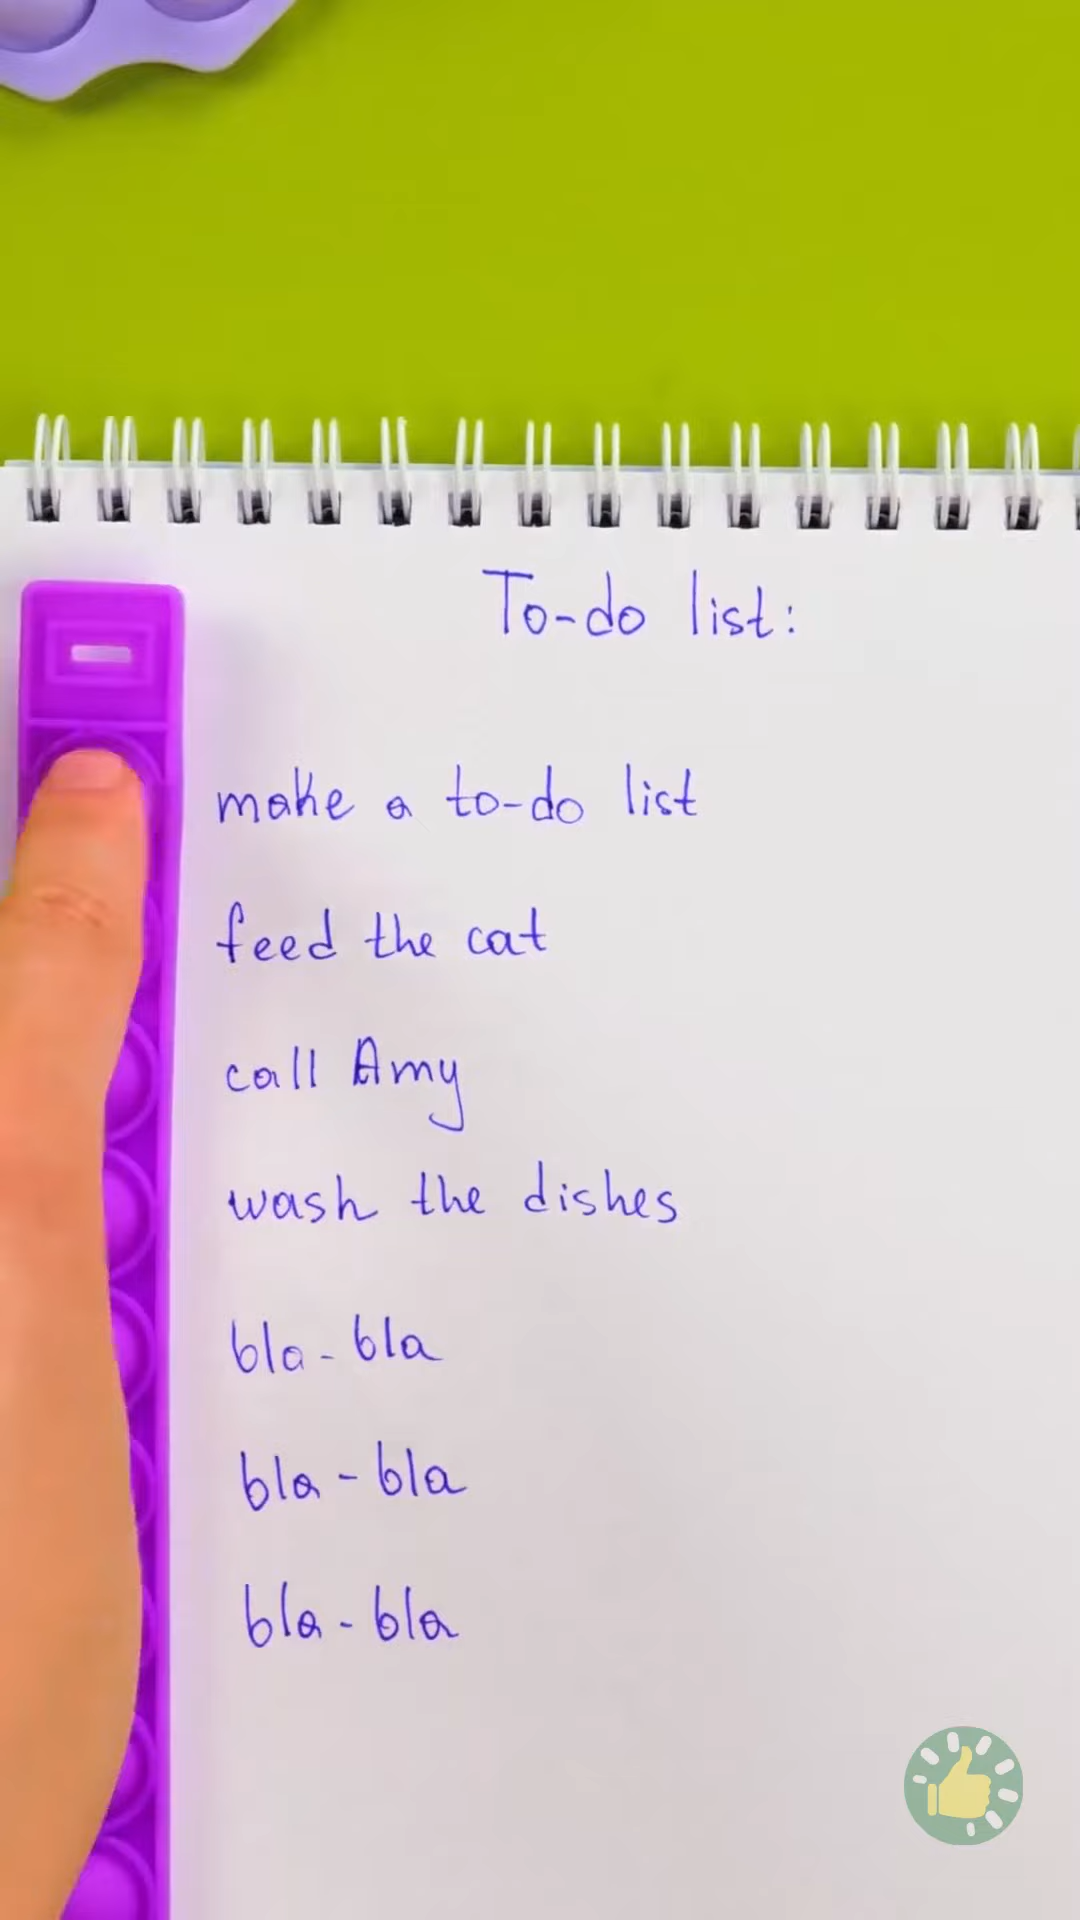 To-do list:
make a to-do list
feed the cat
call Amy
wash the dishes
bla-bla
bla-bla
bla-bla